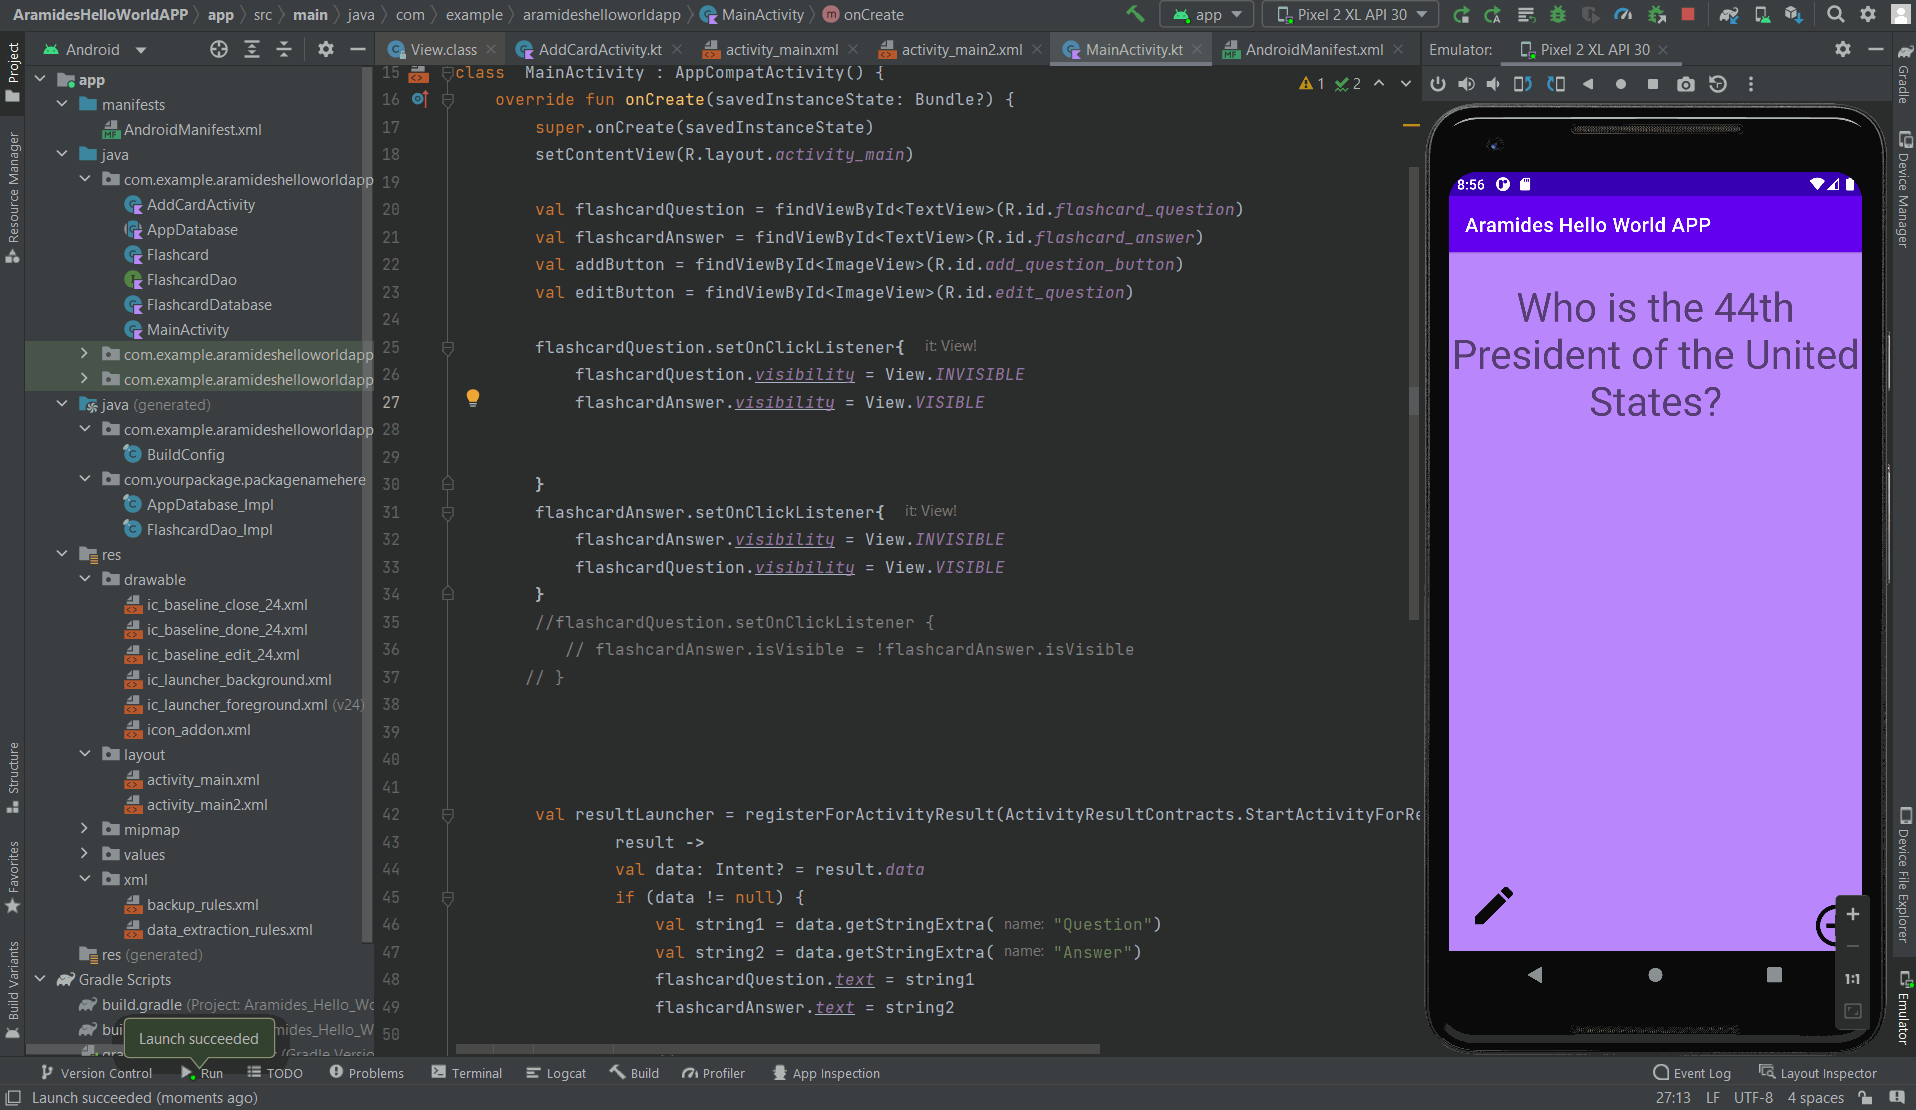 AramidesHelloWorldAPP app src main java com example aramideshelloworldapp MainActivity onCreate
app Pixel 2 XL API 30
Android
View.class AddCardActivity.kt activity_main.xml activity_main2.xml MainActivity.kt AndroidManifest.xml
Emulator: Pixel 2 XL API 30
Project
Resource Manager
Structure
Favorites
Build Variants
app
manifests
AndroidManifest.xml
java
com.example.aramideshelloworldapp
AddCardActivity
AppDatabase
Flashcard
FlashcardDao
FlashcardDatabase
MainActivity
com.example.aramideshelloworldapp
com.example.aramideshelloworldapp
java (generated)
com.example.aramideshelloworldapp
BuildConfig
com.yourpackage.packagenamehere
AppDatabase_Impl
FlashcardDao_Impl
res
drawable
ic_baseline_close_24.xml
ic_baseline_done_24.xml
ic_baseline_edit_24.xml
ic_launcher_background.xml
ic_launcher_foreground.xml (v24)
icon_addon.xml
layout
activity_main.xml
activity_main2.xml
mipmap
values
xml
backup_rules.xml
data_extraction_rules.xml
res (generated)
Gradle Scripts
build.gradle (Project: Aramides_Hello_Wo
Launch succeeded
1 2
15 class MainActivity : AppCompatActivity() {
16 override fun onCreate(savedInstanceState: Bundle?) {
17 super.onCreate(savedInstanceState)
18 setContentView(R.layout.activity_main)
19
20 val flashcardQuestion = findViewById<TextView>(R.id.flashcard_question)
21 val flashcardAnswer = findViewById<TextView>(R.id.flashcard_answer)
22 val addButton = findViewById<ImageView>(R.id.add_question_button)
23 val editButton = findViewById<ImageView>(R.id.edit_question)
24
25 flashcardQuestion.setOnClickListener{ it: View!
26 flashcardQuestion.visibility = View.INVISIBLE
27 flashcardAnswer.visibility = View.VISIBLE
28
29
30 }
31 flashcardAnswer.setOnClickListener{ it: View!
32 flashcardAnswer.visibility = View.INVISIBLE
33 flashcardQuestion.visibility = View.VISIBLE
34 }
35 //flashcardQuestion.setOnClickListener {
36 // flashcardAnswer.isVisible = !flashcardAnswer.isVisible
37 // }
38
39
40
41
42 val resultLauncher = registerForActivityResult(ActivityResultContracts.StartActivityForRe
43 result ->
44 val data: Intent? = result.data
45 if (data != null) {
46 val string1 = data.getStringExtra( name: "Question")
47 val string2 = data.getStringExtra( name: "Answer")
48 flashcardQuestion.text = string1
49 flashcardAnswer.text = string2
50
8:56
Aramides Hello World APP
Who is the 44th
President of the United
States?
1:1
Gradle
Device Manager
Device File Explorer
Emulator
Version Control Run TODO Problems Terminal Logcat Build Profiler App Inspection Event Log Layout Inspector
Launch succeeded (moments ago) 27:13 LF UTF-8 4 spaces